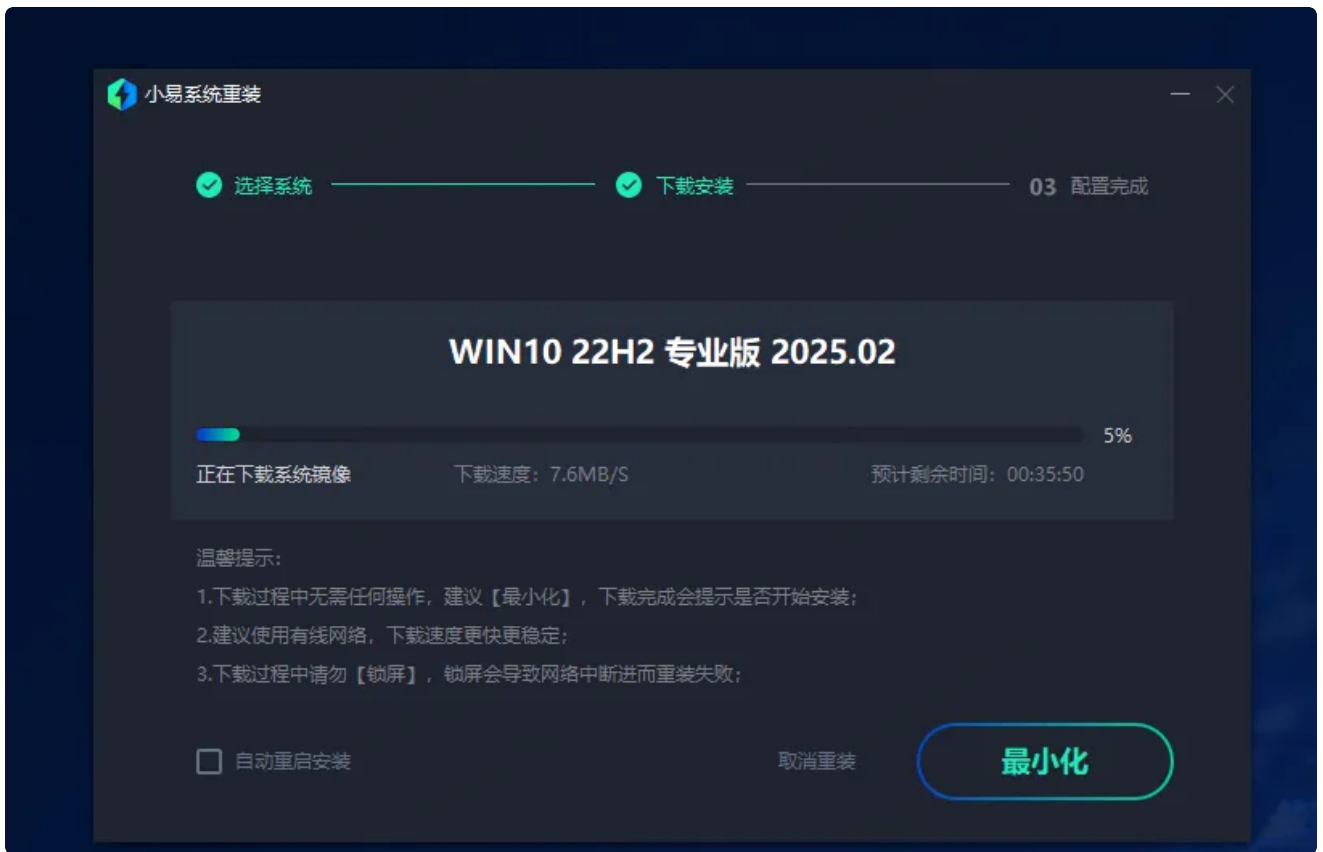 小易系统重装
选择系统 下载安装 03 配置完成
WIN10 22H2 专业版 2025.02
5%
正在下载系统镜像 下载速度：7.6MB/S 预计剩余时间：00:35:50
温馨提示：
1.下载过程中无需任何操作，建议【最小化】，下载完成会提示是否开始安装；
2.建议使用有线网络，下载速度更快更稳定；
3.下载过程中请勿【锁屏】，锁屏会导致网络中断进而重装失败；
自动重启安装 取消重装 最小化